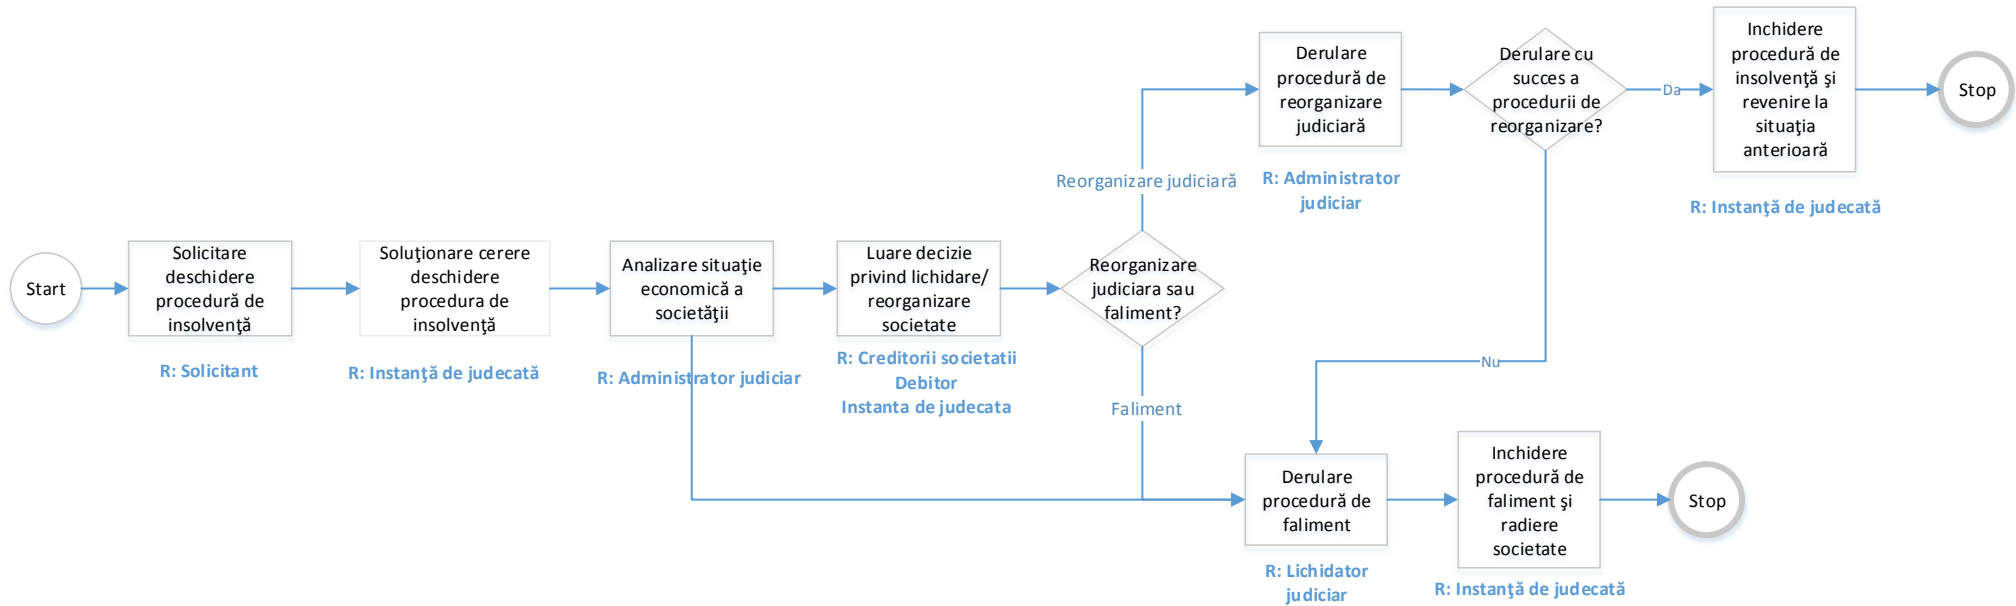 Start
Solicitare
deschidere
procedură de
insolvenţă
R: Solicitant
Soluţionare cerere
deschidere
procedura de
insolvenţă
R: Instanţă de judecată
Analizare situaţie
economică a
societăţii
R: Administrator judiciar
Luare decizie
privind lichidare/
reorganizare
societate
R: Creditorii societatii
Debitor
Instanta de judecata
Reorganizare
judiciara sau
faliment?
Reorganizare judiciară
Derulare
procedură de
reorganizare
judiciară
R: Administrator
judiciar
Derulare cu
succes a
procedurii de
reorganizare?
Da
Inchidere
procedură de
insolvenţă şi
revenire la
situaţia
anterioară
R: Instanţă de judecată
Stop
Nu
Faliment
Derulare
procedură de
faliment
R: Lichidator
judiciar
Inchidere
procedură de
faliment şi
radiere
societate
R: Instanţă de judecată
Stop